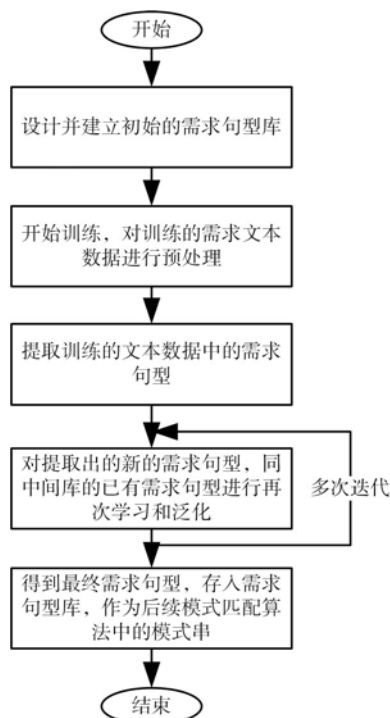 开始
设计并建立初始的需求句型库
开始训练，对训练的需求文本
数据进行预处理
提取训练的文本数据中的需求
句型
对提取出的新的需求句型，同
中间库的已有需求句型进行再
次学习和泛化
多次迭代
得到最终需求句型，存入需求
句型库，作为后续模式匹配算
法中的模式串
结束